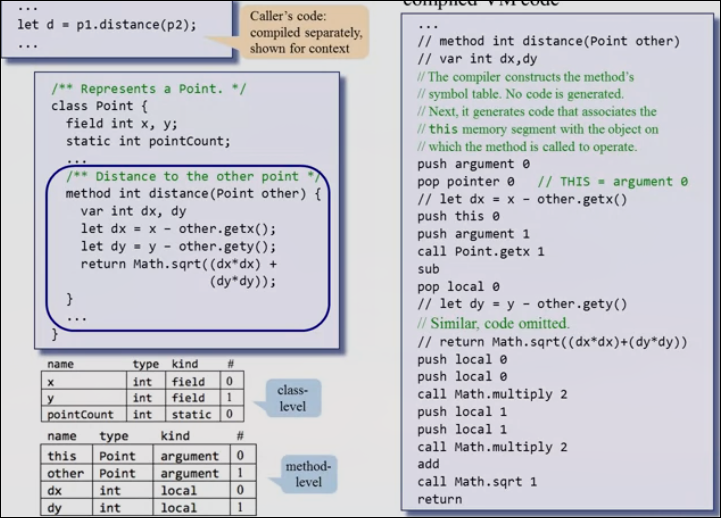 ...
let d = p1.distance(p2);
...
Caller's code:
compiled separately,
shown for context
/** Represents a Point. */
class Point {
field int x, y;
static int pointCount;
...
/** Distance to the other point */
method int distance(Point other) {
var int dx, dy
let dx = x - other.getx();
let dy = y - other.gety();
return Math.sqrt((dx*dx) +
(dy*dy));
}
...
}
name type kind #
x int field 0
y int field 1
pointCount int static 0
class-
level
name type kind #
this Point argument 0
other Point argument 1
dx int local 0
dy int local 1
method-
level
compiled VM code
...
// method int distance(Point other)
// var int dx,dy
// The compiler constructs the method's
// symbol table. No code is generated.
// Next, it generates code that associates the
// this memory segment with the object on
// which the method is called to operate.
push argument 0
pop pointer 0 // THIS = argument 0
// let dx = x - other.getx()
push this 0
push argument 1
call Point.getx 1
sub
pop local 0
// let dy = y - other.gety()
// Similar, code omitted.
// return Math.sqrt((dx*dx)+(dy*dy))
push local 0
push local 0
call Math.multiply 2
push local 1
push local 1
call Math.multiply 2
add
call Math.sqrt 1
return